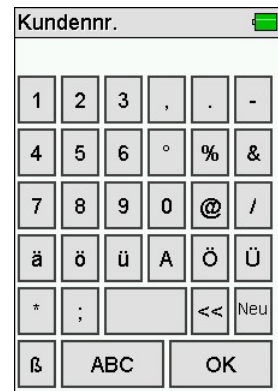 Kundennr.
1 2 3 , . -
4 5 6 ° % &
7 8 9 0 @ /
ä ö ü A Ö Ü
* ; << Neu
ß ABC OK